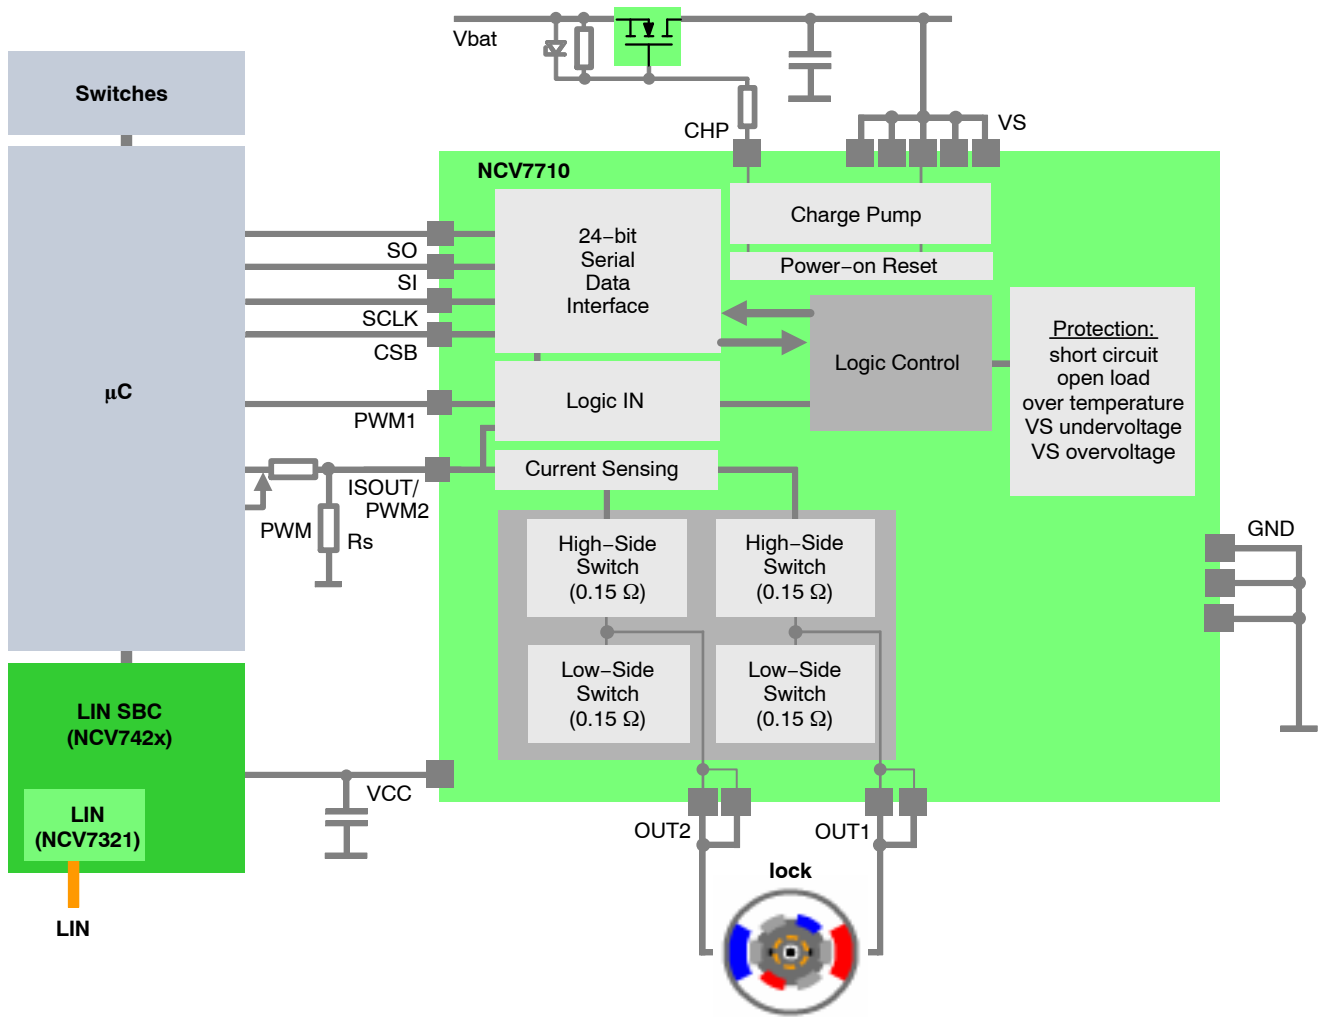 Vbat
Switches
CHP
VS
NCV7710
Charge Pump
24−bit
Serial
Data
Interface
Power−on Reset
SO
SI
SCLK
CSB
Logic Control
Protection:
short circuit
open load
over temperature
VS undervoltage
VS overvoltage
μC
PWM1
Logic IN
Current Sensing
ISOUT/
PWM2
PWM
Rs
GND
High−Side
Switch
(0.15 Ω)
High−Side
Switch
(0.15 Ω)
Low−Side
Switch
(0.15 Ω)
Low−Side
Switch
(0.15 Ω)
LIN SBC
(NCV742x)
VCC
LIN
(NCV7321)
OUT2
OUT1
lock
LIN